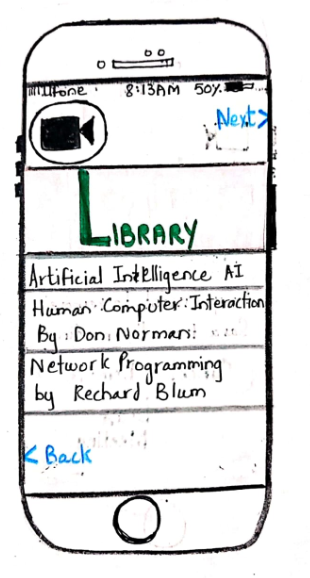 Ufone 8:13AM 50%
Next>
LIBRARY
Artificial Intelligence AI
Human Computer Interaction
By Don Norman
Network Programming
by Rechard Blum
< Back